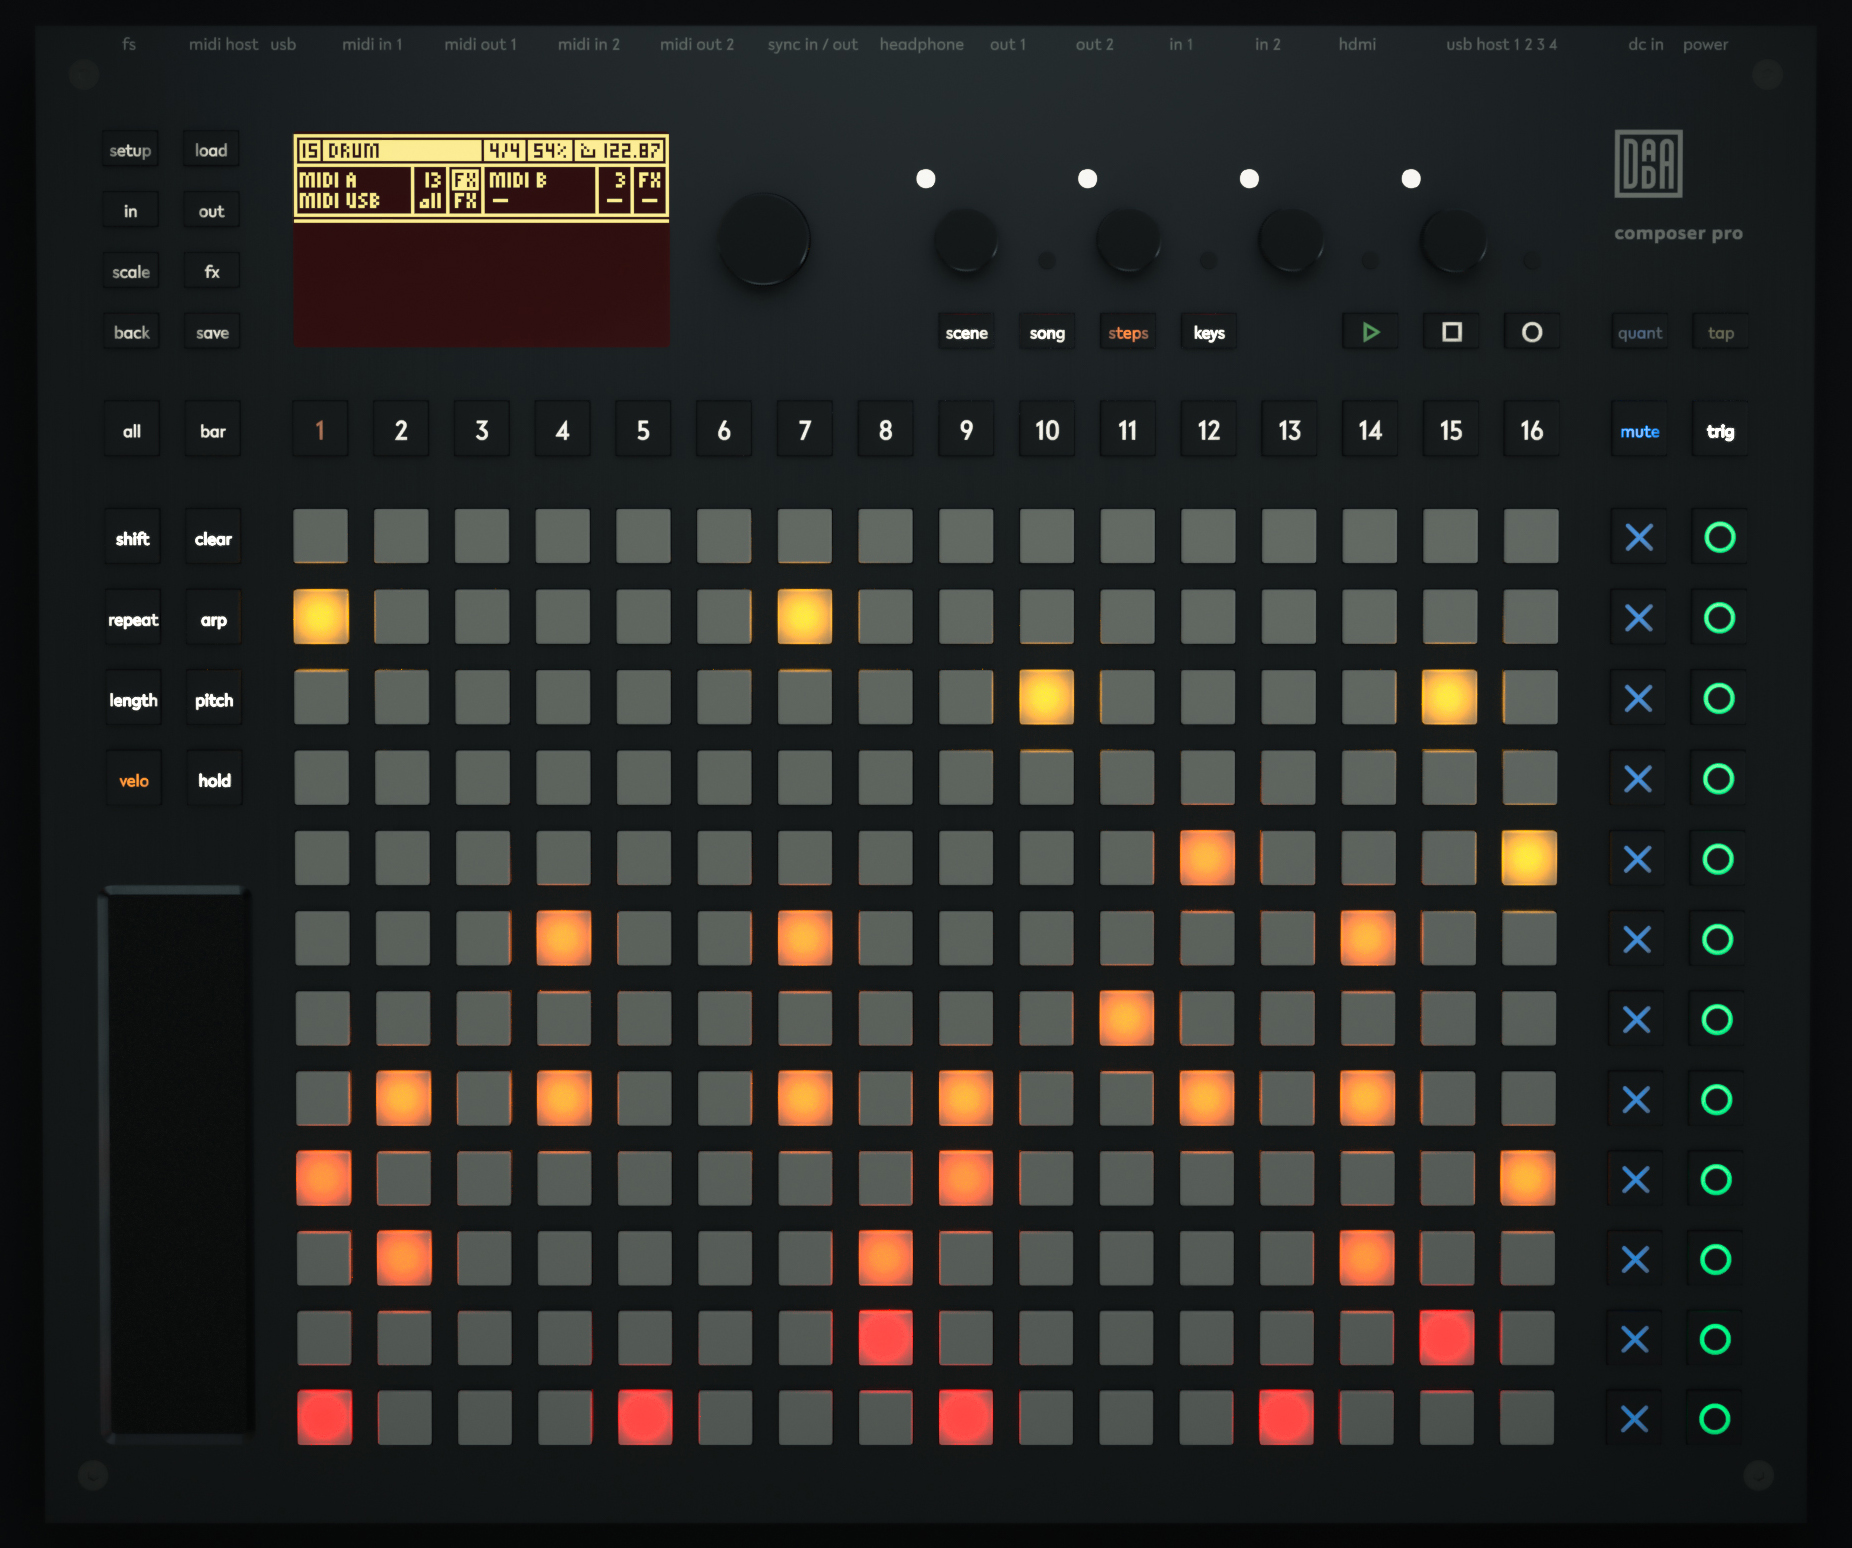 fs midi host usb midi in 1 midi out 1 midi in 2 midi out 2 sync in / out headphone out 1 out 2 in 1 in 2 hdmi usb host 1 2 3 4 dc in power
setup load
15 DRUM 4/4 54% 122.87
MIDI A 13 FX MIDI B 3 FX
MIDI USB all FX — — —
DADA
in out
composer pro
scale fx
back save
scene song steps keys quant tap
all bar 1 2 3 4 5 6 7 8 9 10 11 12 13 14 15 16 mute trig
shift clear
repeat arp
length pitch
velo hold